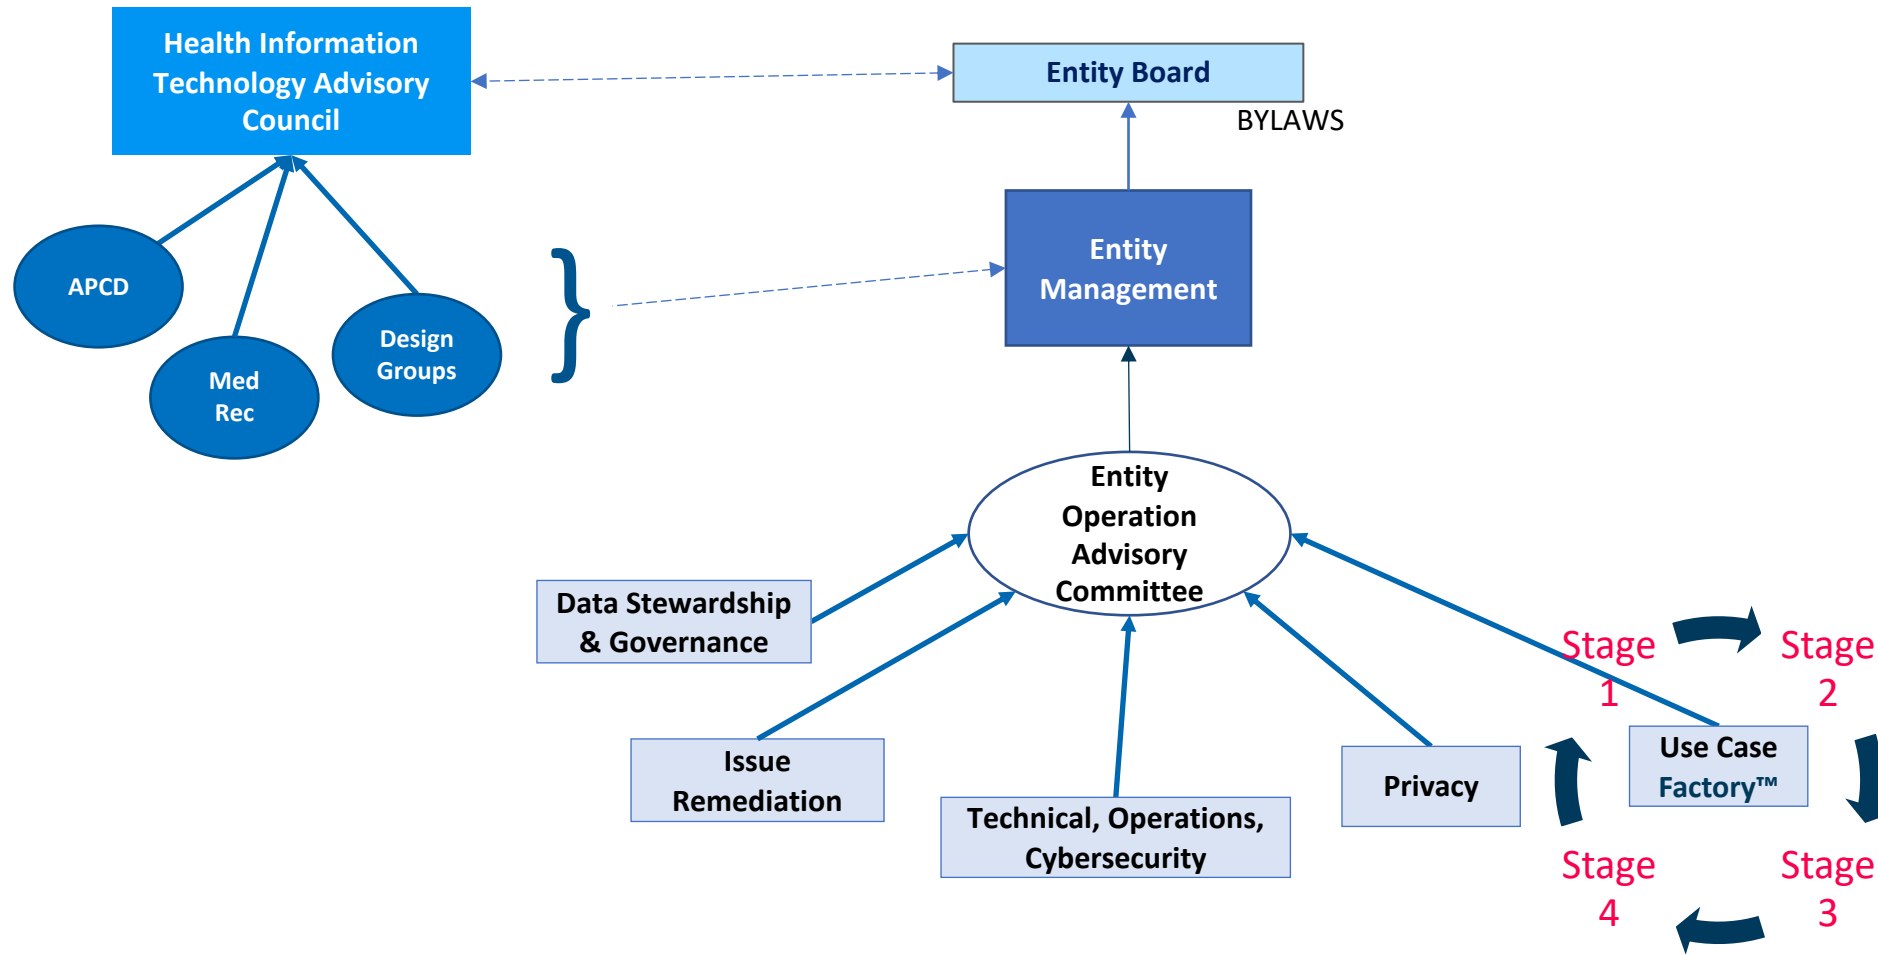 Health Information
Technology Advisory
Council
Entity Board
BYLAWS
Entity
Management
APCD
Med
Rec
Design
Groups
}
Entity
Operation
Advisory
Committee
Data Stewardship
& Governance
Issue
Remediation
Technical, Operations,
Cybersecurity
Privacy
Use Case
Factory™
Stage
1
Stage
2
Stage
3
Stage
4